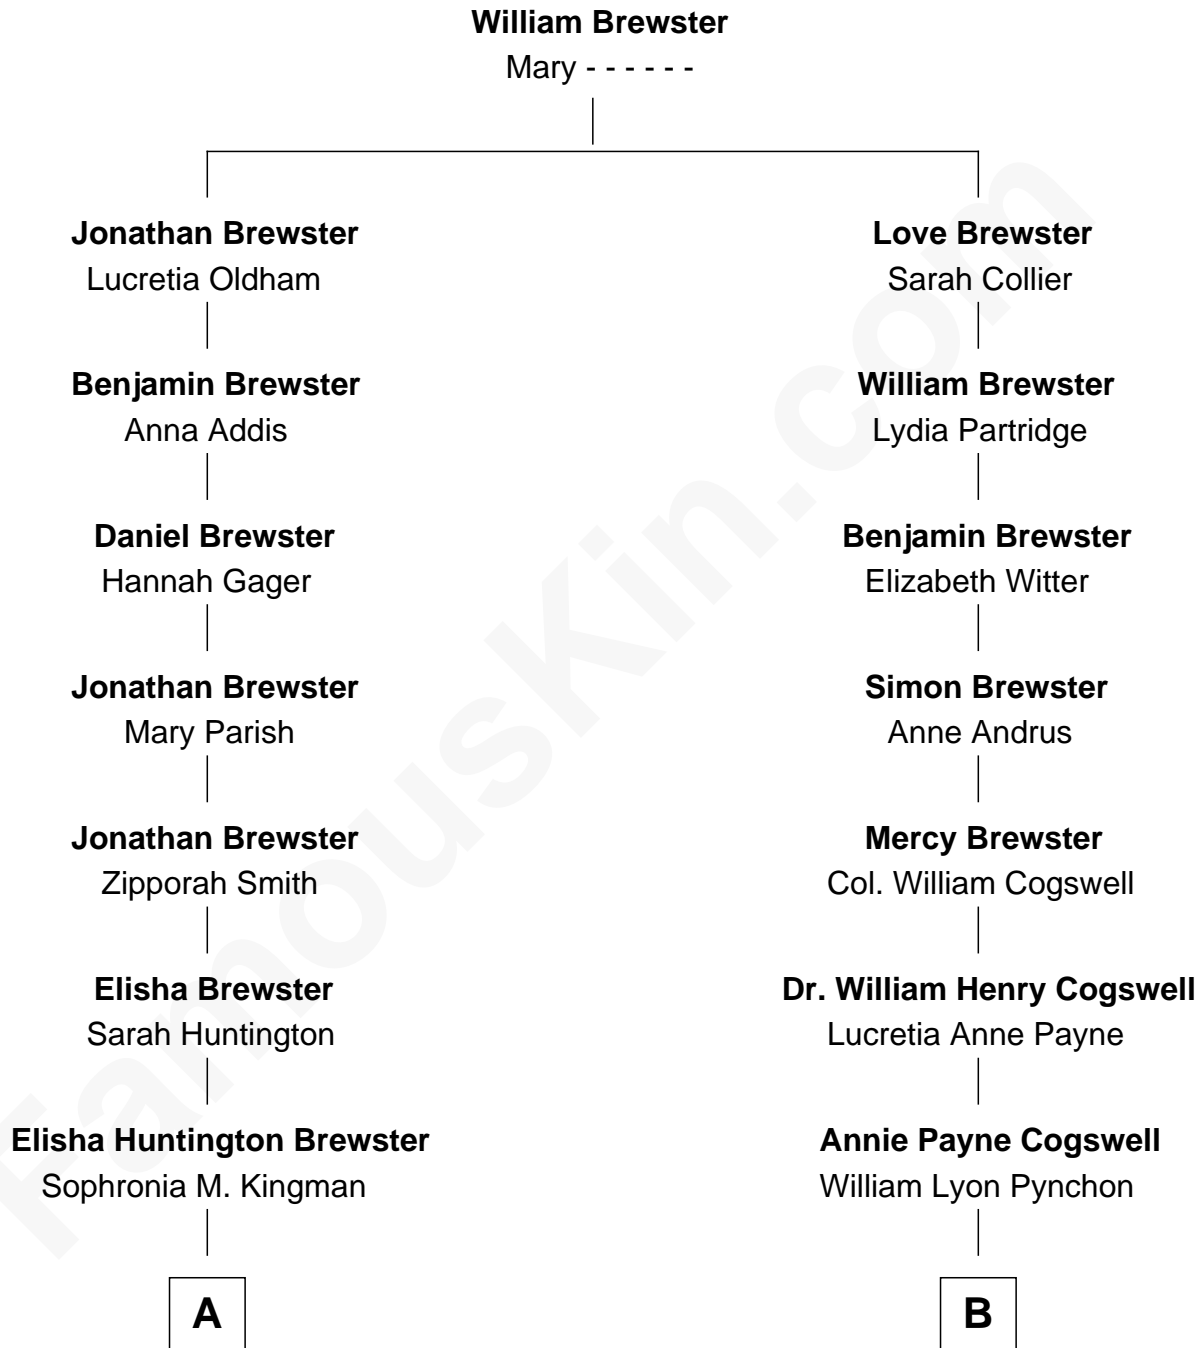 William Brewster
Mary - - - - - -
Jonathan Brewster
Lucretia Oldham
Love Brewster
Sarah Collier
Benjamin Brewster
Anna Addis
William Brewster
Lydia Partridge
Daniel Brewster
Hannah Gager
Benjamin Brewster
Elizabeth Witter
Jonathan Brewster
Mary Parish
Simon Brewster
Anne Andrus
Jonathan Brewster
Zipporah Smith
Mercy Brewster
Col. William Cogswell
Elisha Brewster
Sarah Huntington
Dr. William Henry Cogswell
Lucretia Anne Payne
Elisha Huntington Brewster
Sophronia M. Kingman
Annie Payne Cogswell
William Lyon Pynchon
A
B
FamousKin.com